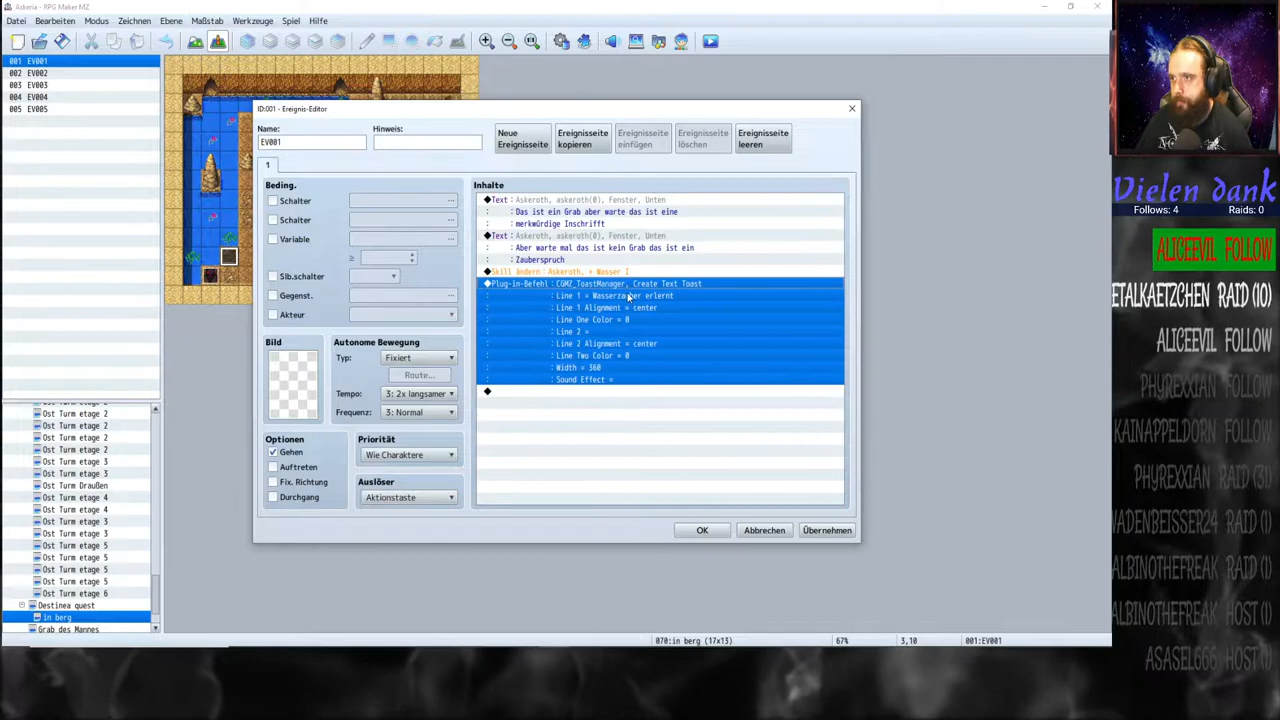 Askeria - RPG Maker MZ
Datei Bearbeiten Modus Zeichnen Ebene Maßstab Werkzeuge Spiel Hilfe
001 EV001
002 EV002
003 EV003
004 EV004
005 EV005
ID:001 - Ereignis-Editor
Name:
Hinweis:
EV001
Neue Ereignisseite
Ereignisseite kopieren
Ereignisseite einfügen
Ereignisseite löschen
Ereignisseite leeren
1
Beding.
Schalter
Schalter
Variable
≥
Slb.schalter
Gegenst.
Akteur
Bild
Autonome Bewegung
Typ: Fixiert
Route...
Tempo: 3: 2x langsamer
Frequenz: 3: Normal
Optionen
Gehen
Auftreten
Fix. Richtung
Durchgang
Priorität
Wie Charaktere
Auslöser
Aktionstaste
Inhalte
◆Text : Askeroth, askeroth(0), Fenster, Unten
: : Das ist ein Grab aber warte das ist eine
: : merkwürdige Inschrifft
◆Text : Askeroth, askeroth(0), Fenster, Unten
: : Aber warte mal das ist kein Grab das ist ein
: : Zauberspruch
◆Skill ändern : Askeroth, + Wasser I
◆Plug-in-Befehl : CGMZ_ToastManager, Create Text Toast
: : Line 1 = Wasserzauber erlernt
: : Line 1 Alignment = center
: : Line One Color = 0
: : Line 2 =
: : Line 2 Alignment = center
: : Line Two Color = 0
: : Width = 360
: : Sound Effect =
◆
OK
Abbrechen
Übernehmen
Ost Turm etage 2
Ost Turm etage 2
Ost Turm etage 2
Ost Turm etage 2
Ost Turm etage 3
Ost Turm etage 3
Ost Turm Draußen
Ost Turm etage 4
Ost Turm etage 4
Ost Turm etage 3
Ost Turm etage 5
Ost Turm etage 5
Ost Turm etage 5
Ost Turm etage 5
Ost Turm etage 6
Destinea quest
in berg
Grab des Mannes
070:in berg (17x13)
67%
3,10
001:EV001
Vielen dank
Follows: 4 Raids: 0
ALICEEVIL FOLLOW
ETALKAETZCHEN RAID (10)
ALICEEVIL FOLLOW
PHYREXXIAN FOLLOW
KAINAPPELDORN FOLLOW
PHYREXXIAN RAID (3)
ADENBEISSER24 RAID (1)
ALBINOTHEFREAK RAID (1)
ALBINOTHEFREAK HOST (1)
ASASEL666 HOST (1)